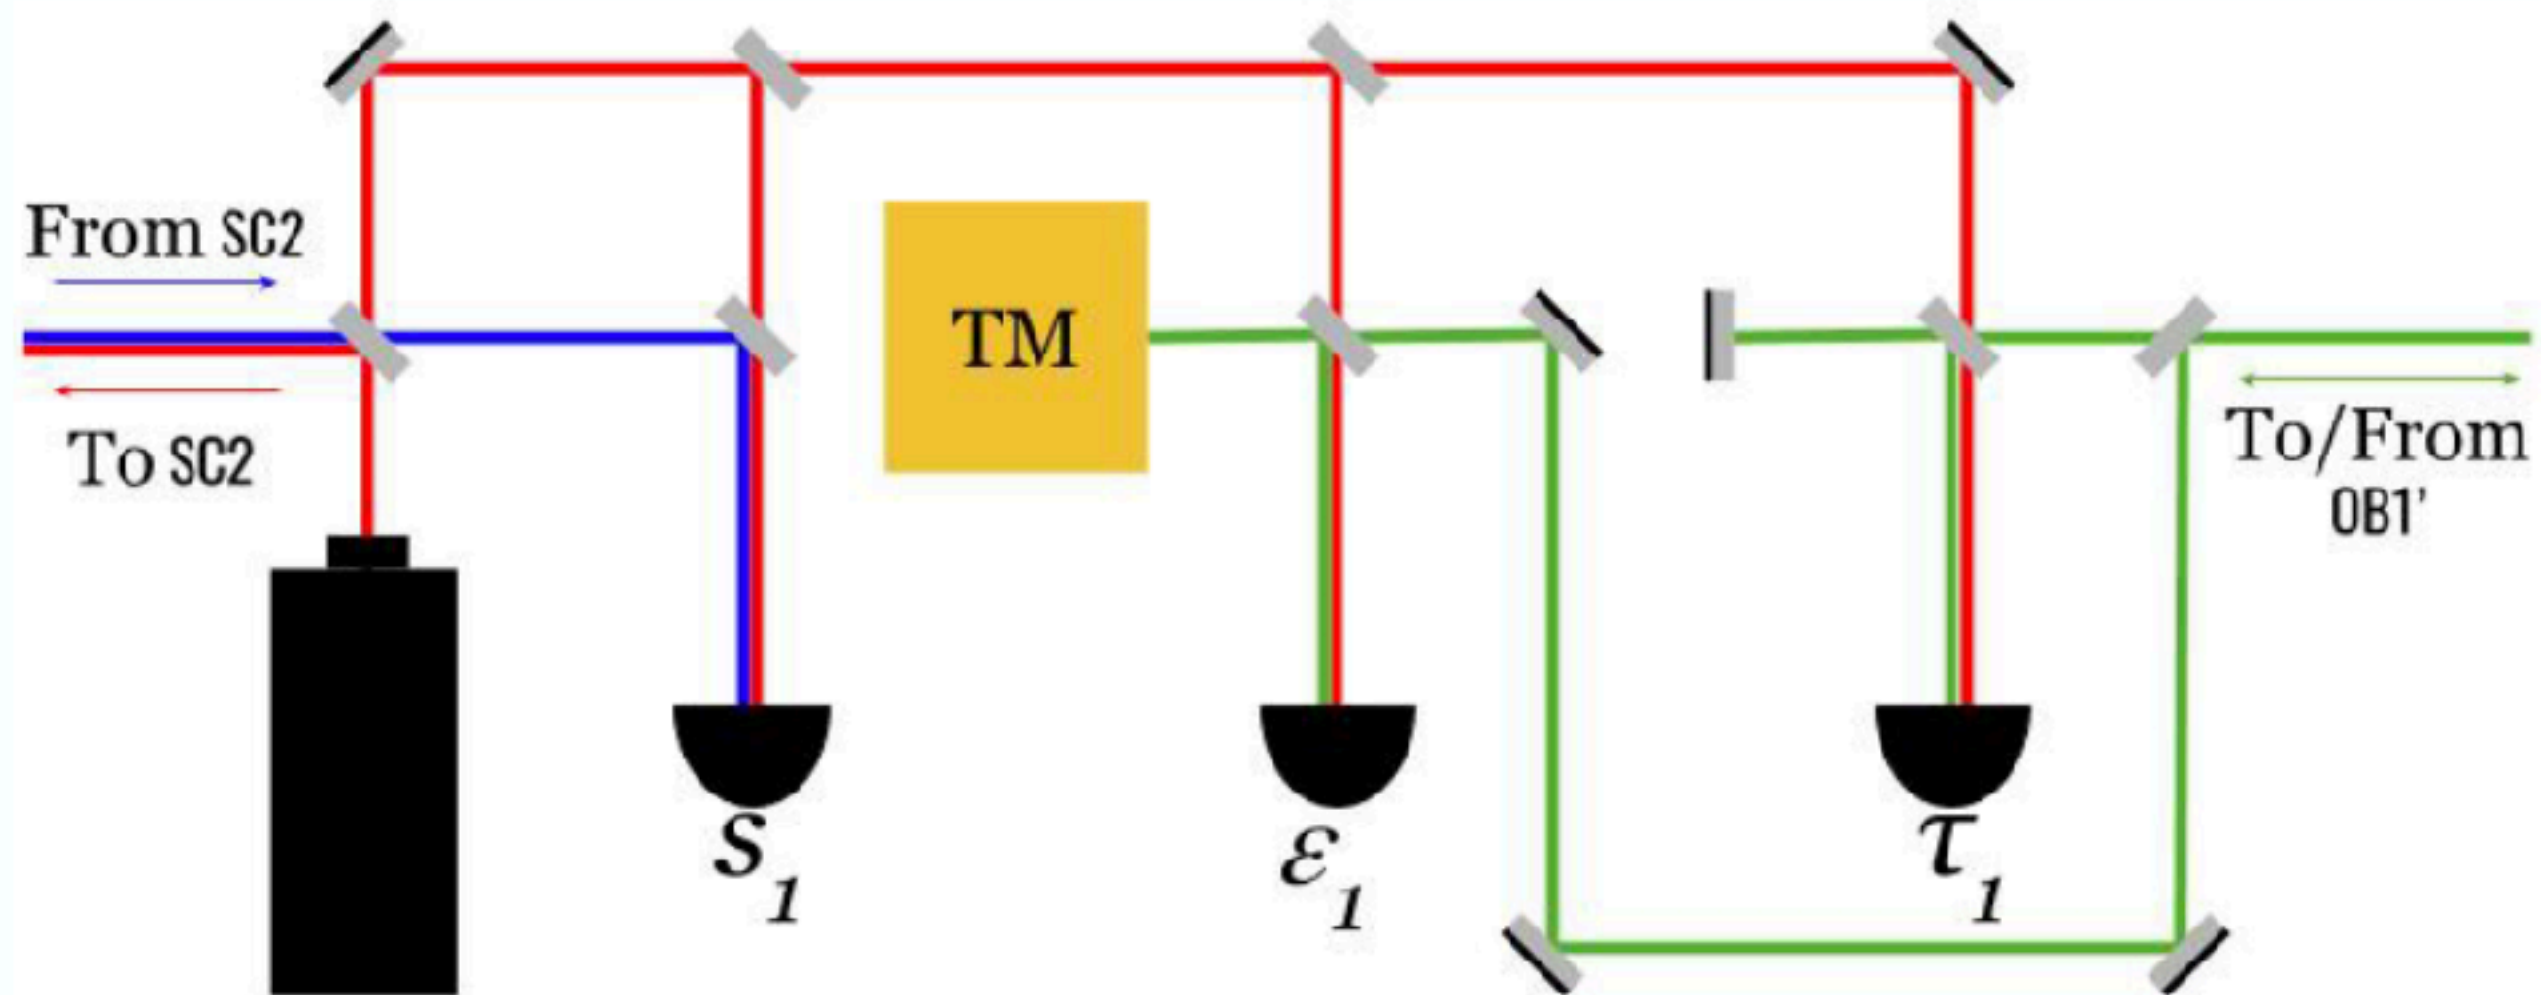 From SC2
To SC2
TM
To/From
OB1'
s1
ε1
τ1